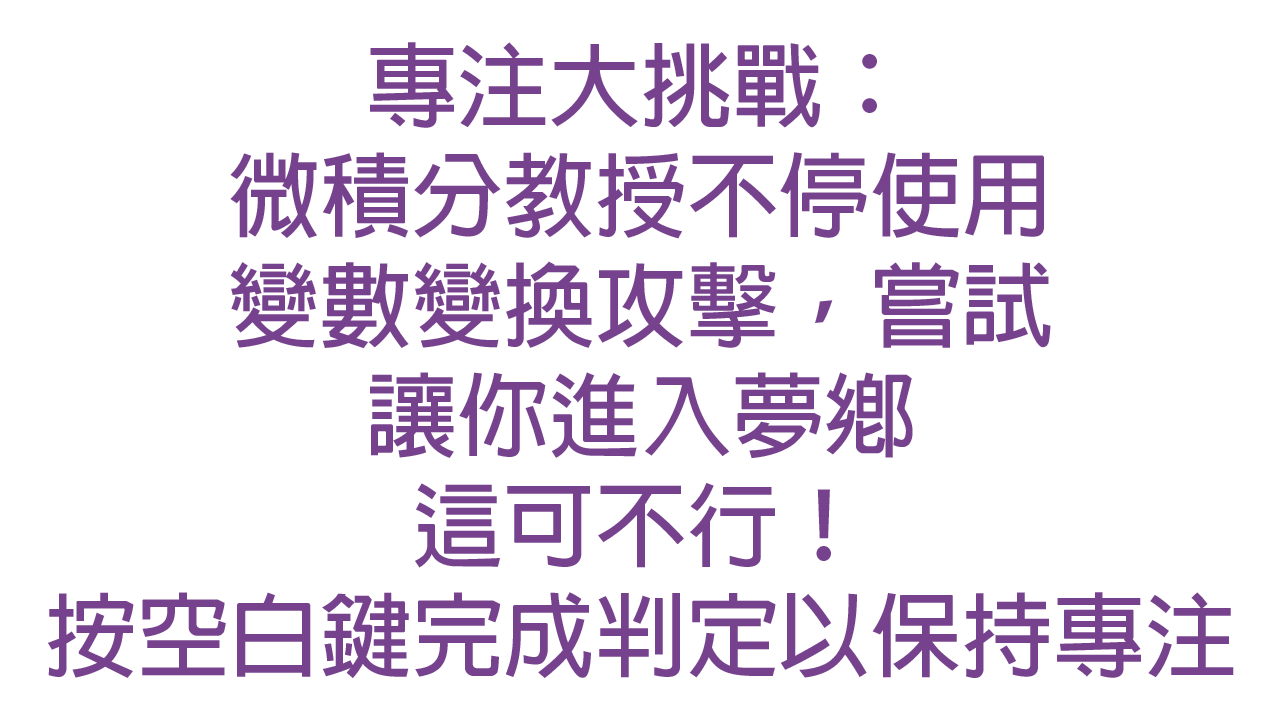 專注大挑戰：
微積分教授不停使用
變數變換攻擊，嘗試
讓你進入夢鄉
這可不行！
按空白鍵完成判定以保持專注